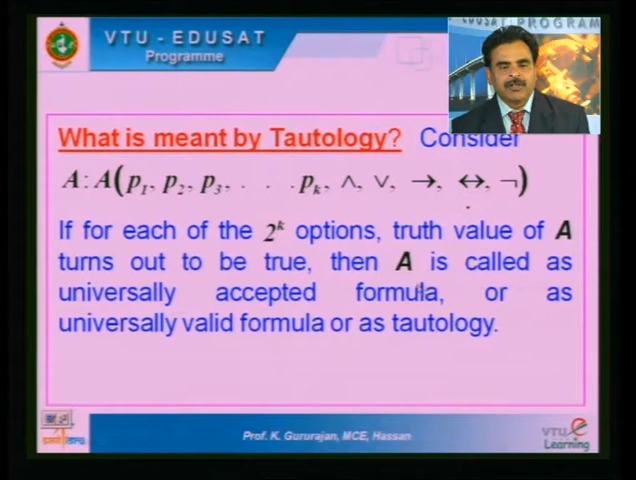 VTU - EDUSAT
Programme
EDUSAT PROGRAM
What is meant by Tautology? Consider
A: A(p₁, p₂, p₃, . . . pₖ, ∧, ∨, →, ↔, ¬)
If for each of the 2ᵏ options, truth value of A
turns out to be true, then A is called as
universally accepted formula, or as
universally valid formula or as tautology.
Prof. K. Gururajan, MCE, Hassan
VTU e
Learning